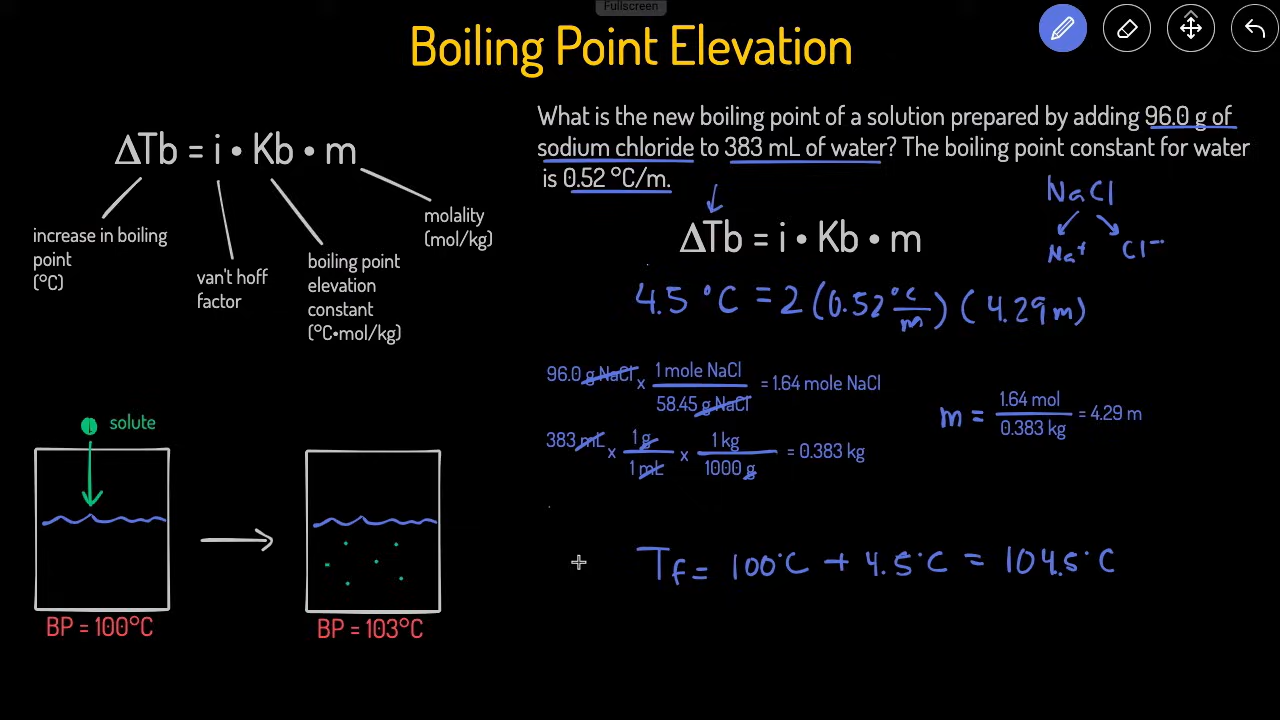 Fullscreen
Boiling Point Elevation
ΔTb = i • Kb • m
increase in boiling
point
(°C)
van't hoff
factor
boiling point
elevation
constant
(°C•mol/kg)
molality
(mol/kg)
solute
BP = 100°C
BP = 103°C
What is the new boiling point of a solution prepared by adding 96.0 g of
sodium chloride to 383 mL of water? The boiling point constant for water
is 0.52 °C/m.
NaCl
Na+ Cl-
ΔTb = i • Kb • m
4.5 °C = 2 (0.52 °C/m) (4.29m)
96.0 g NaCl x 1 mole NaCl / 58.45 g NaCl = 1.64 mole NaCl
383 mL x 1 g / 1 mL x 1 kg / 1000 g = 0.383 kg
m = 1.64 mol / 0.383 kg = 4.29 m
Tf = 100°C + 4.5°C = 104.5°C